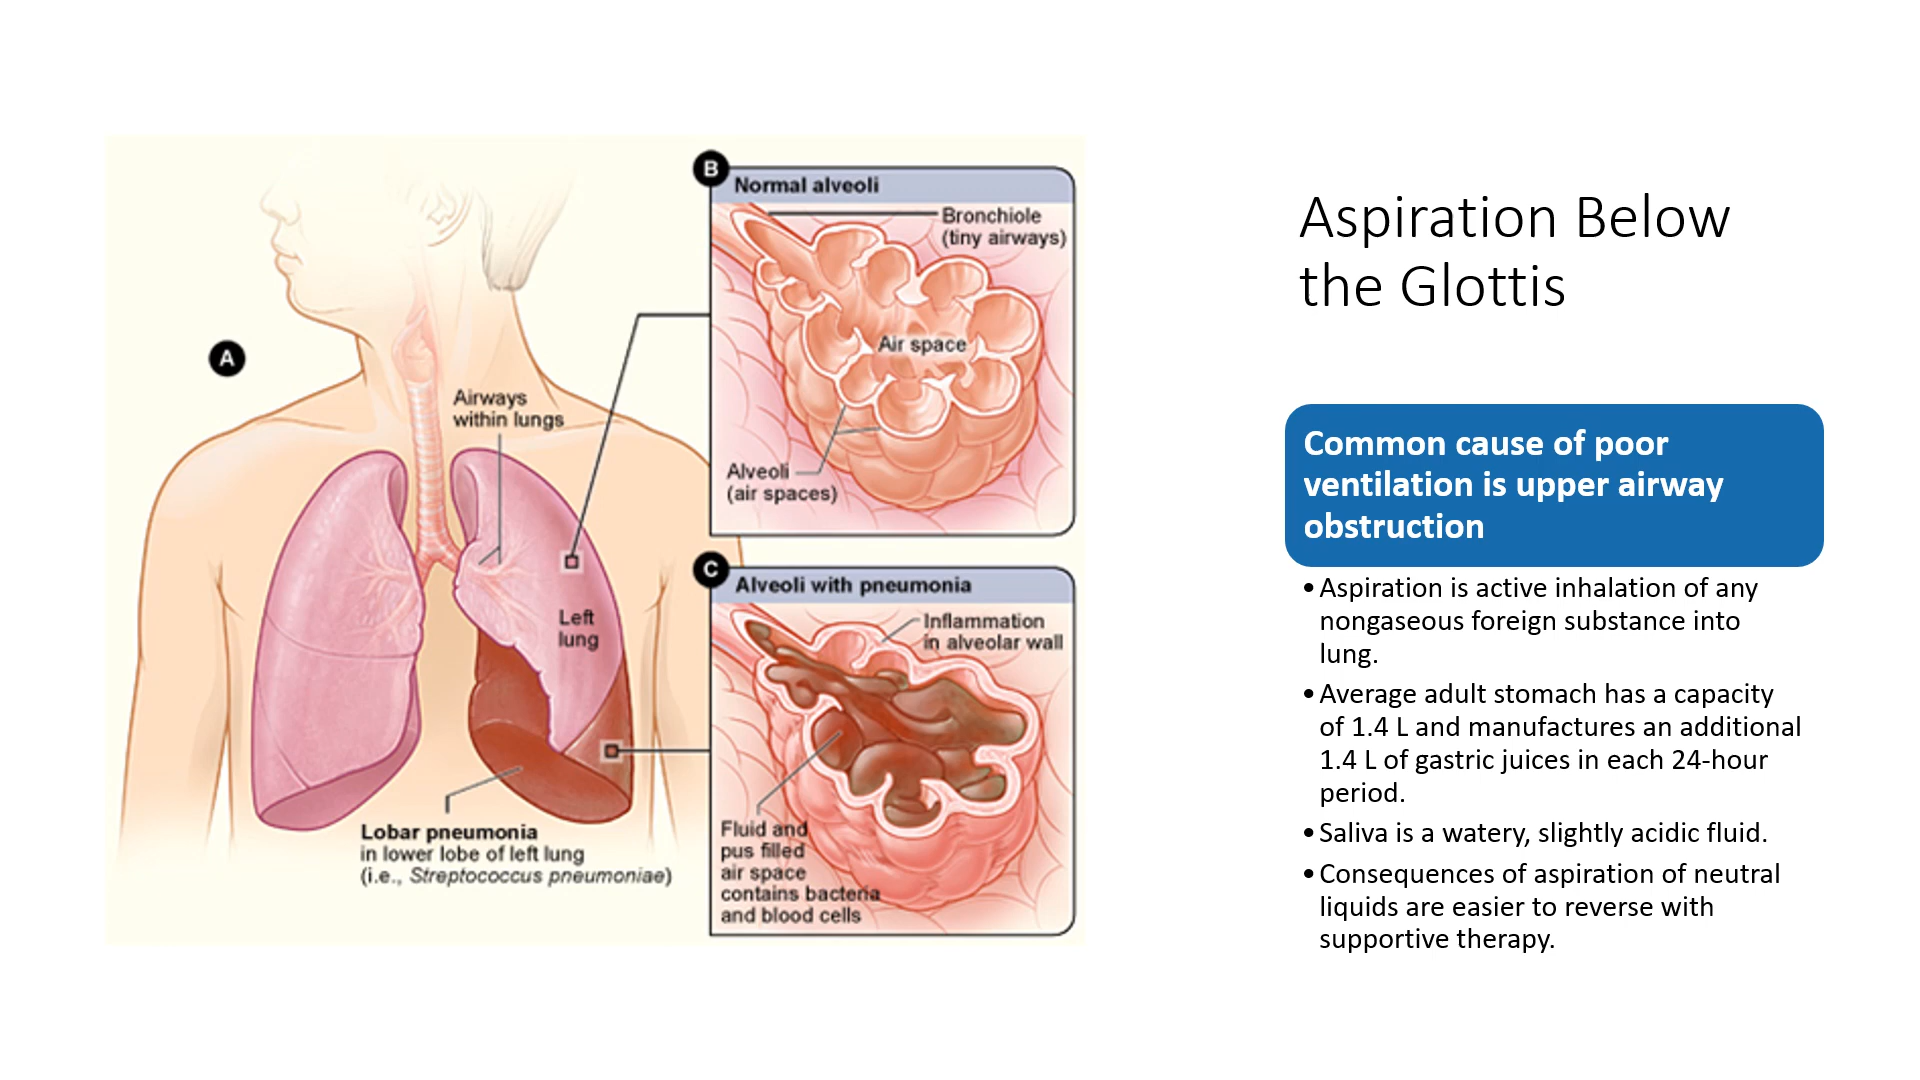 A
Airways
within lungs
Left
lung
Lobar pneumonia
in lower lobe of left lung
(i.e., Streptococcus pneumoniae)
B
Normal alveoli
Bronchiole
(tiny airways)
Air space
Alveoli
(air spaces)
C
Alveoli with pneumonia
Inflammation
in alveolar wall
Fluid and
pus filled
air space
contains bacteria
and blood cells
Aspiration Below
the Glottis
Common cause of poor
ventilation is upper airway
obstruction
• Aspiration is active inhalation of any
nongaseous foreign substance into
lung.
• Average adult stomach has a capacity
of 1.4 L and manufactures an additional
1.4 L of gastric juices in each 24-hour
period.
• Saliva is a watery, slightly acidic fluid.
• Consequences of aspiration of neutral
liquids are easier to reverse with
supportive therapy.